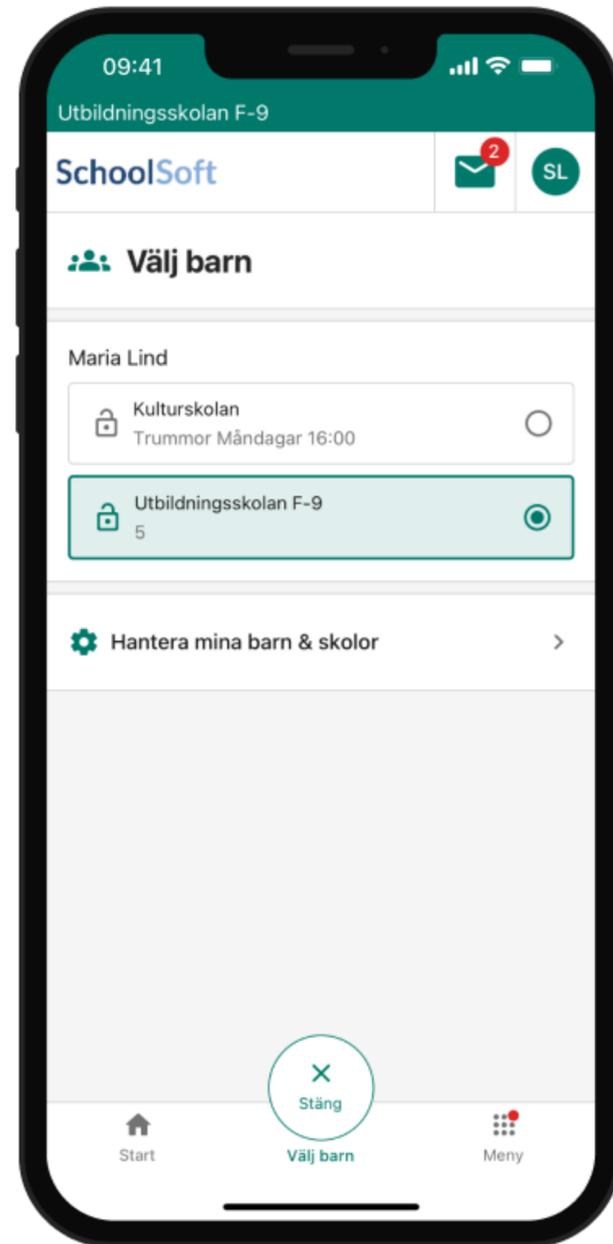 09:41
Utbildningsskolan F-9
SchoolSoft
2
SL
Välj barn
Maria Lind
Kulturskolan
Trummor Måndagar 16:00
Utbildningsskolan F-9
5
Hantera mina barn & skolor
Stäng
Start
Välj barn
Meny